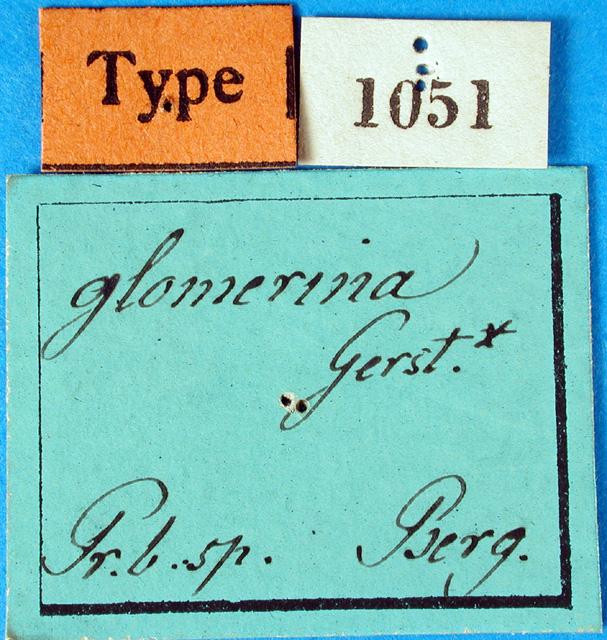 Type
1051
glomerina
Gerst.*
Pr. b. sp. Berg.